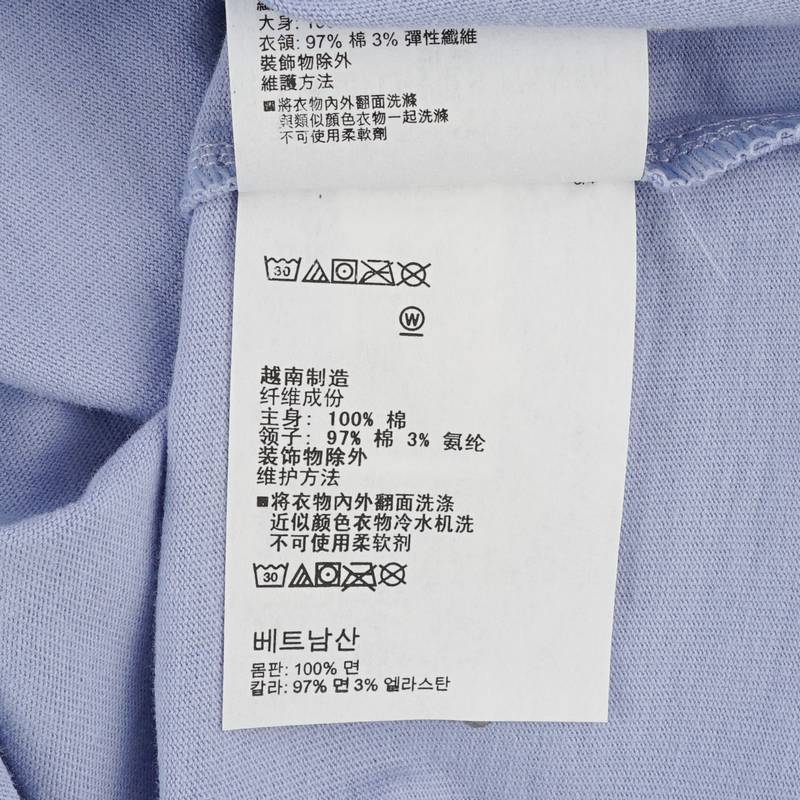 大身:
衣領: 97% 棉 3% 彈性纖維
裝飾物除外
維護方法
■將衣物內外翻面洗滌
與類似顏色衣物一起洗滌
不可使用柔軟劑
30
W
越南制造
纤维成份
主身: 100% 棉
领子: 97% 棉 3% 氨纶
装饰物除外
维护方法
■将衣物內外翻面洗涤
近似颜色衣物冷水机洗
不可使用柔软剂
30
베트남산
몸판: 100% 면
칼라: 97% 면 3% 엘라스탄